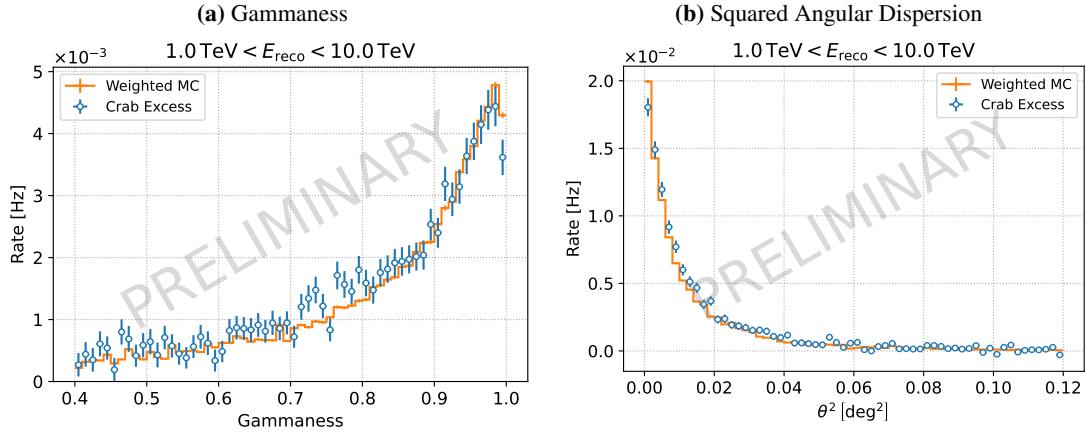 (a) Gammaness
×10⁻³
1.0 TeV < E_reco < 10.0 TeV
Weighted MC
Crab Excess
PRELIMINARY
Rate [Hz]
5
4
3
2
1
0
0.4 0.5 0.6 0.7 0.8 0.9 1.0
Gammaness
(b) Squared Angular Dispersion
×10⁻²
1.0 TeV < E_reco < 10.0 TeV
Weighted MC
Crab Excess
PRELIMINARY
Rate [Hz]
2.0
1.5
1.0
0.5
0.0
0.00 0.02 0.04 0.06 0.08 0.10 0.12
θ² [deg²]